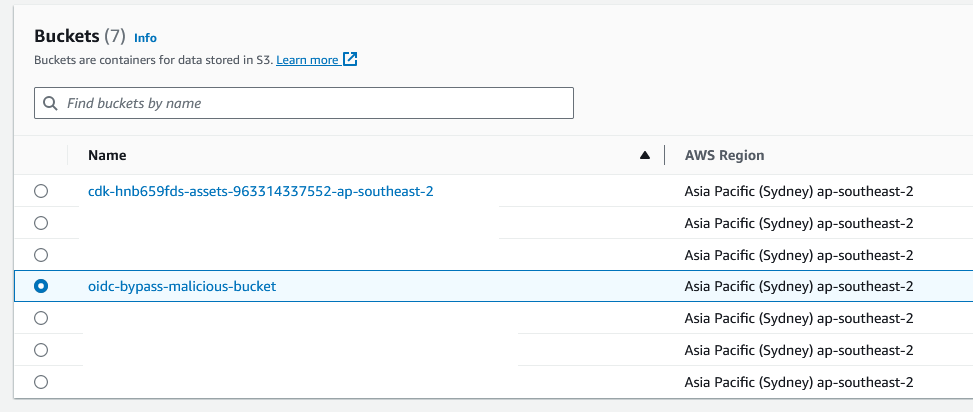 Buckets (7) Info
Buckets are containers for data stored in S3. Learn more
Find buckets by name
Name AWS Region
cdk-hnb659fds-assets-963314337552-ap-southeast-2 Asia Pacific (Sydney) ap-southeast-2
Asia Pacific (Sydney) ap-southeast-2
Asia Pacific (Sydney) ap-southeast-2
oidc-bypass-malicious-bucket Asia Pacific (Sydney) ap-southeast-2
Asia Pacific (Sydney) ap-southeast-2
Asia Pacific (Sydney) ap-southeast-2
Asia Pacific (Sydney) ap-southeast-2